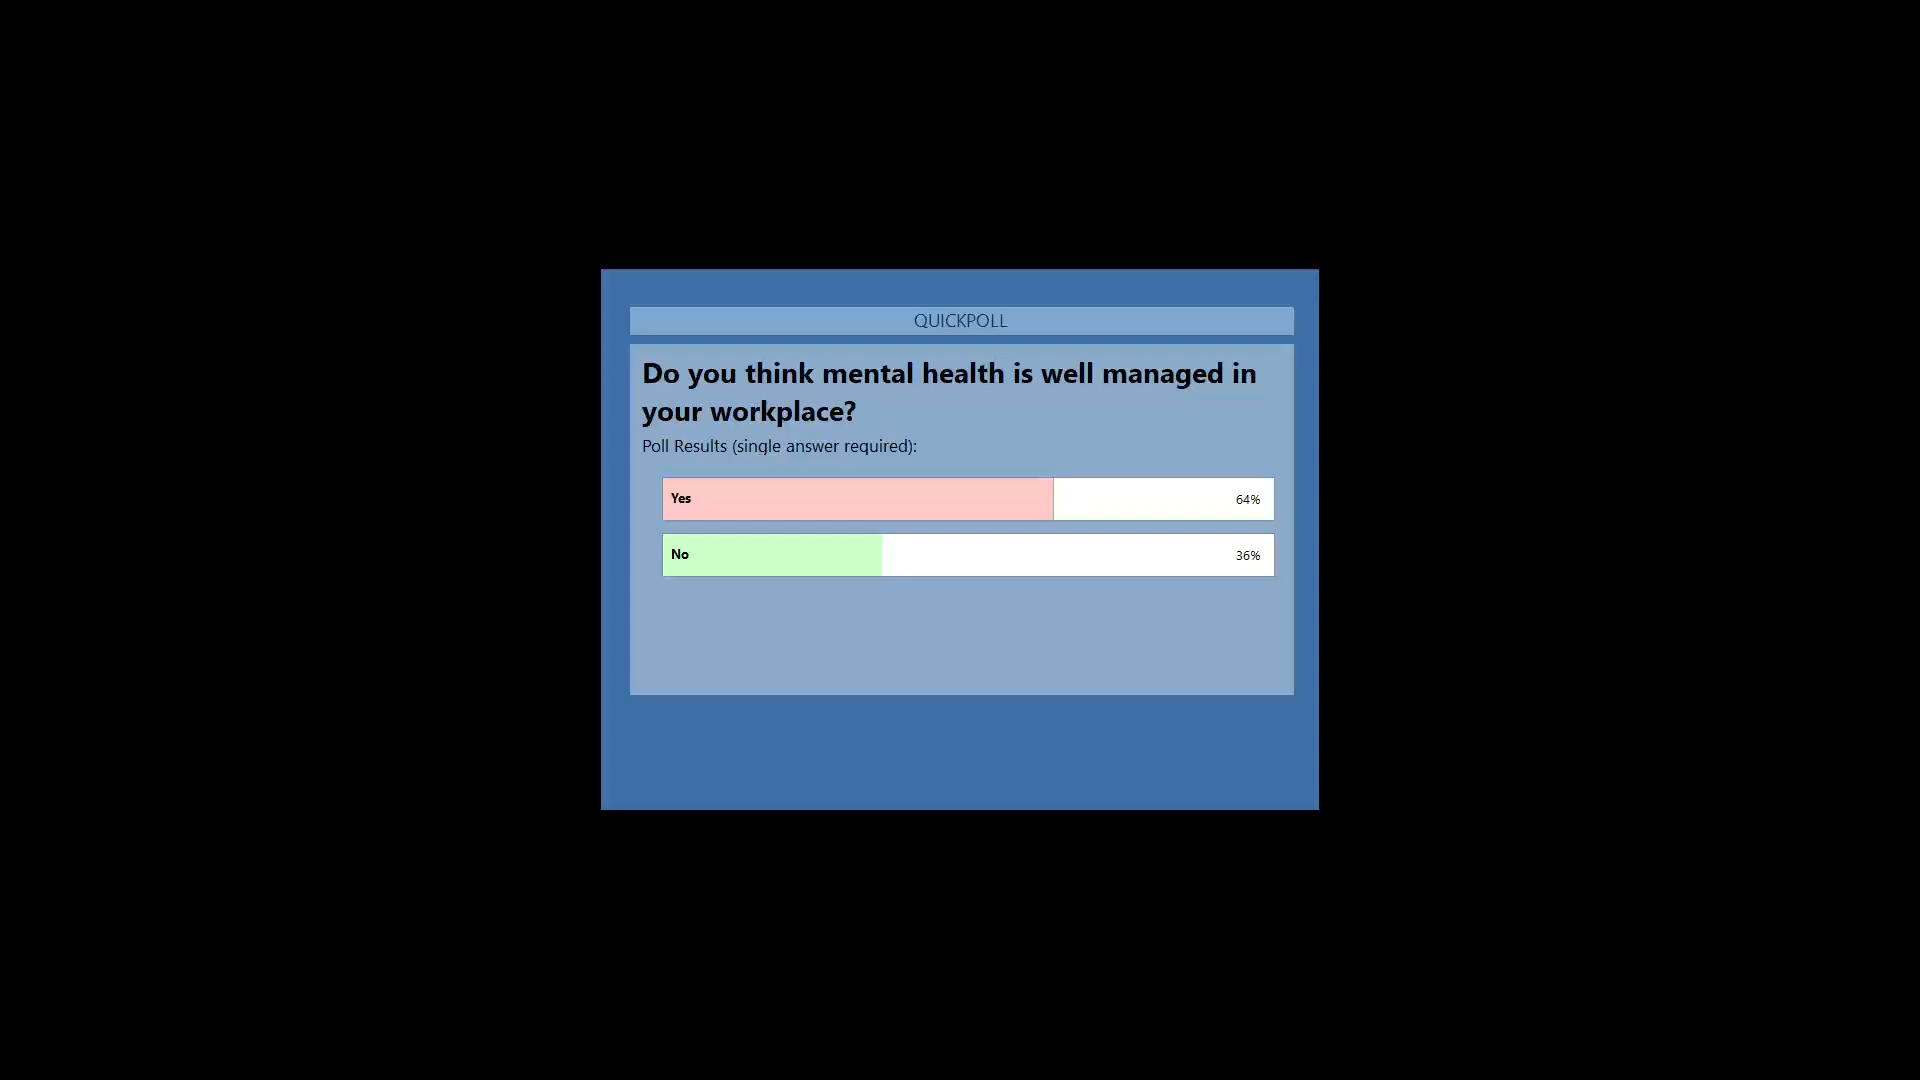 QUICKPOLL
Do you think mental health is well managed in
your workplace?
Poll Results (single answer required):
Yes 64%
No 36%